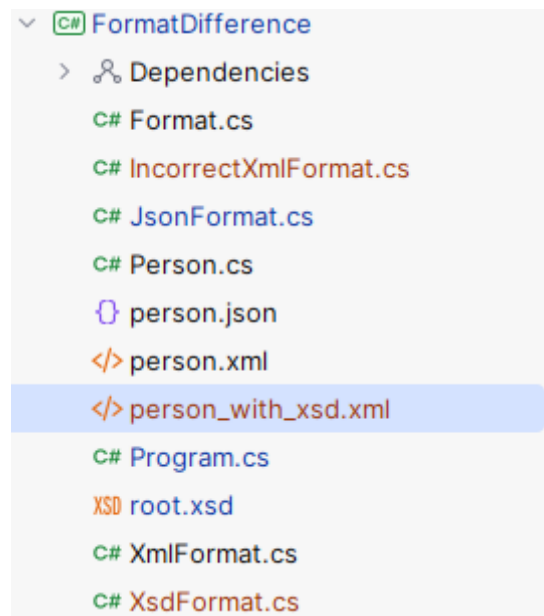 C# FormatDifference
Dependencies
C# Format.cs
C# IncorrectXmlFormat.cs
C# JsonFormat.cs
C# Person.cs
{} person.json
</> person.xml
</> person_with_xsd.xml
C# Program.cs
XSD root.xsd
C# XmlFormat.cs
C# XsdFormat.cs